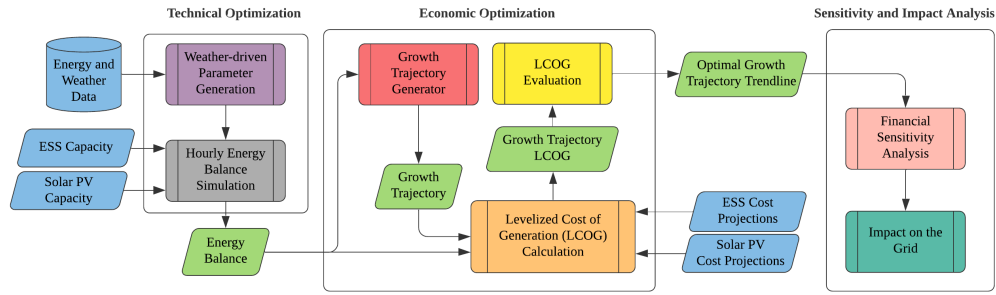 Technical Optimization
Economic Optimization
Sensitivity and Impact Analysis
Energy and
Weather
Data
Weather-driven
Parameter
Generation
ESS Capacity
Solar PV
Capacity
Hourly Energy
Balance
Simulation
Energy
Balance
Growth
Trajectory
Generator
LCOG
Evaluation
Growth
Trajectory
Growth Trajectory
LCOG
Levelized Cost of
Generation (LCOG)
Calculation
ESS Cost
Projections
Solar PV
Cost Projections
Optimal Growth
Trajectory Trendline
Financial
Sensitivity
Analysis
Impact on the
Grid